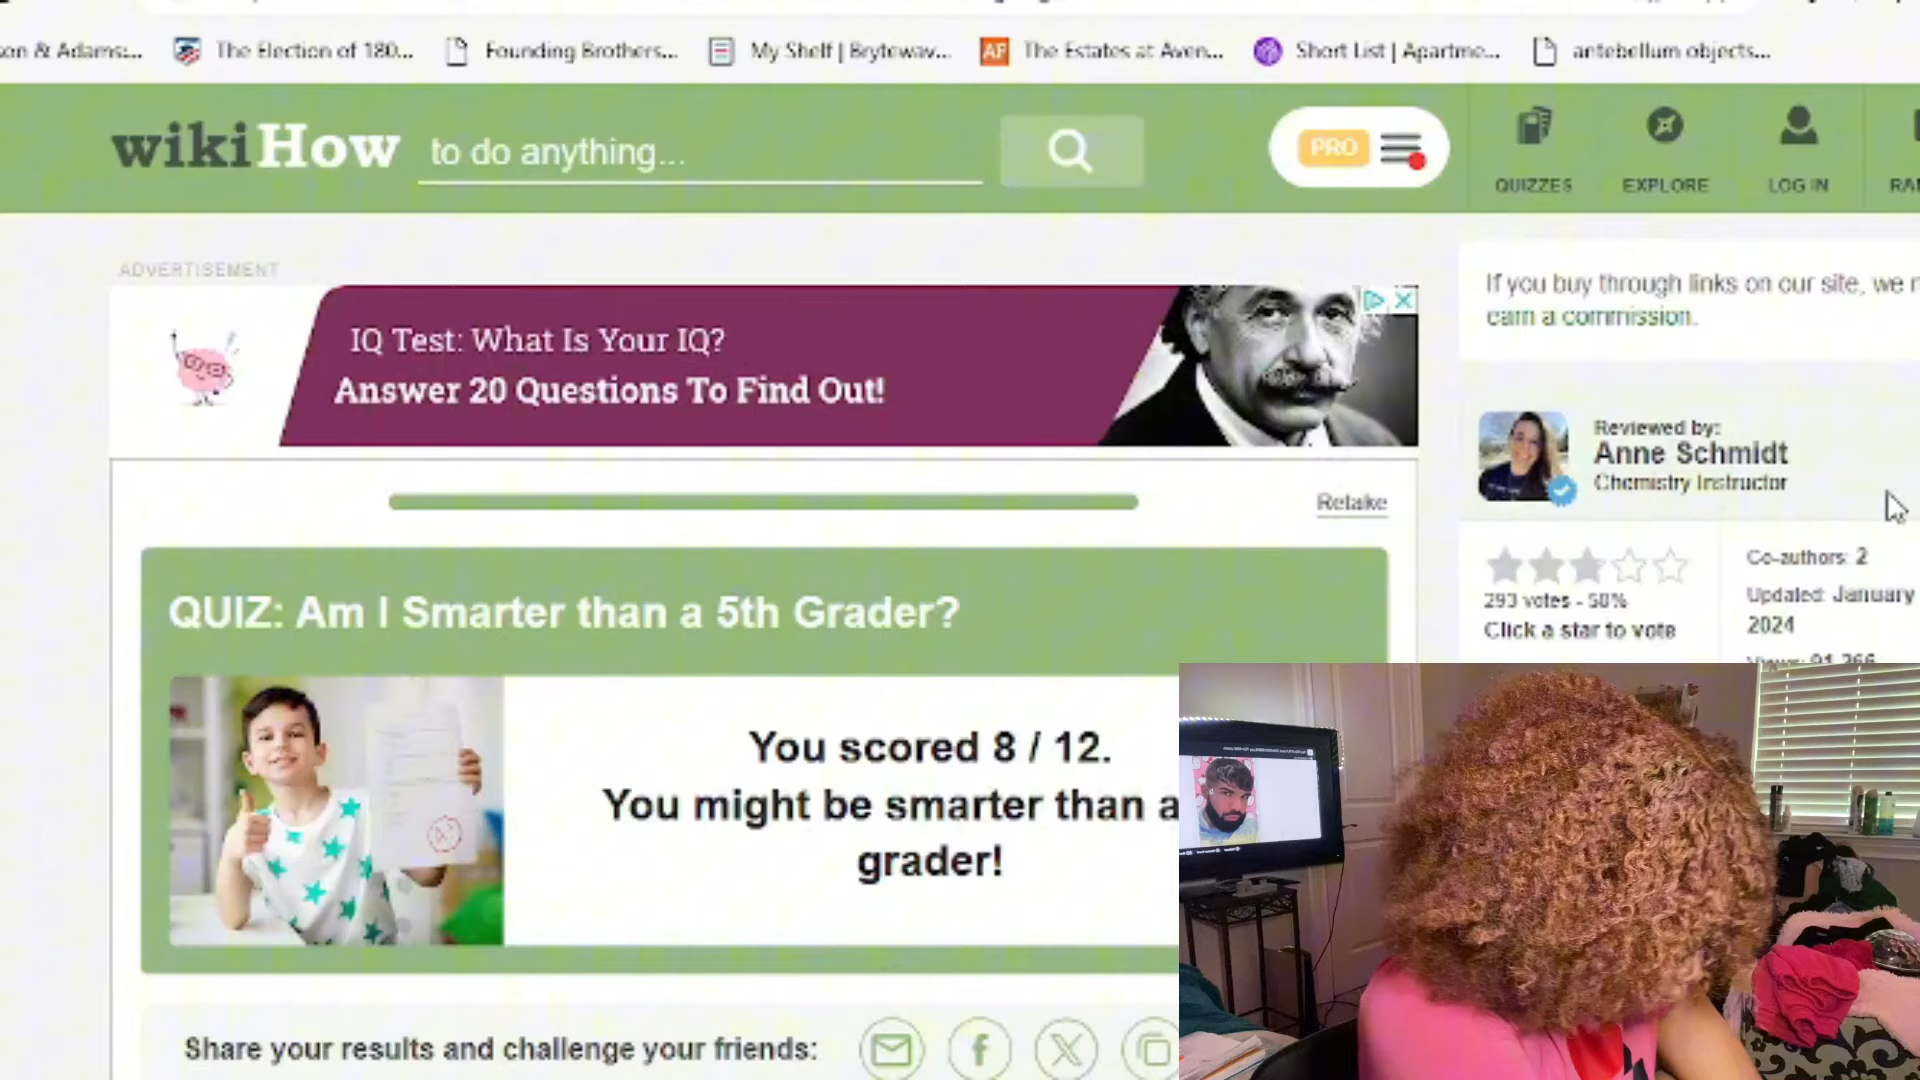 on & Adams:...
The Election of 180...
Founding Brothers...
My Shelf | Brytewav...
AF
The Estates at Aven...
Short List | Apartme...
antebellum objects...
wikiHow
to do anything...
PRO
QUIZZES
EXPLORE
LOG IN
ADVERTISEMENT
IQ Test: What Is Your IQ?
Answer 20 Questions To Find Out!
If you buy through links on our site, we
earn a commission.
Reviewed by:
Anne Schmidt
Chemistry Instructor
Retake
Co-authors: 2
293 votes - 58%
Updated: January
2024
Click a star to vote
QUIZ: Am I Smarter than a 5th Grader?
You scored 8 / 12.
You might be smarter than a
grader!
Share your results and challenge your friends: